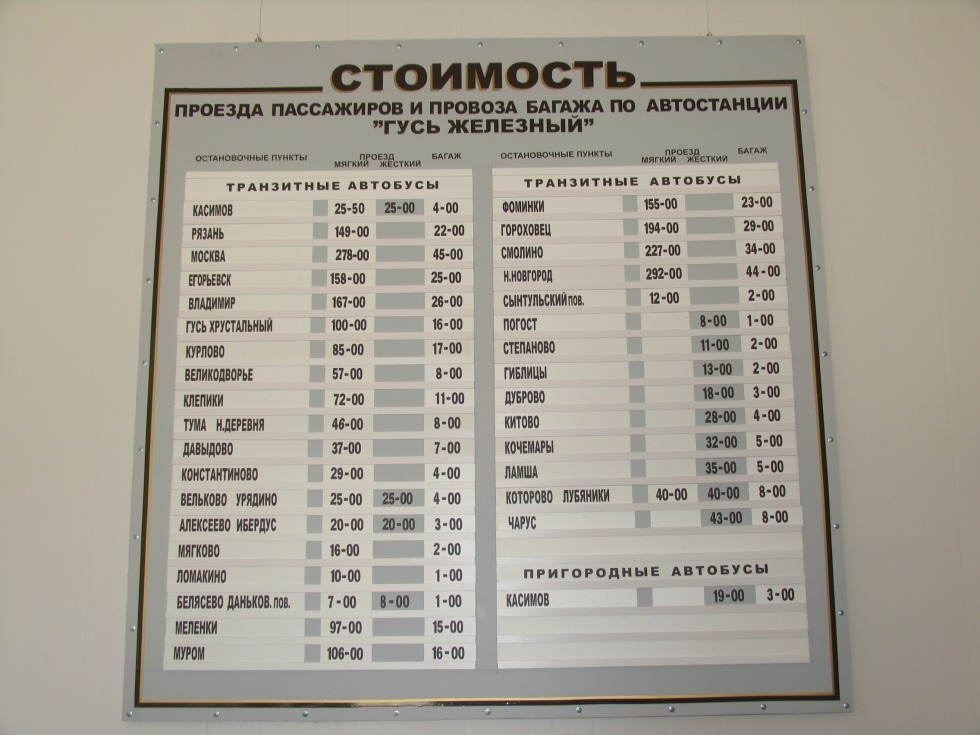 СТОИМОСТЬ
ПРОЕЗДА ПАССАЖИРОВ И ПРОВОЗА БАГАЖА ПО АВТОСТАНЦИИ
”ГУСЬ ЖЕЛЕЗНЫЙ”
ОСТАНОВОЧНЫЕ ПУНКТЫ ПРОЕЗД БАГАЖ
МЯГКИЙ ЖЕСТКИЙ
ТРАНЗИТНЫЕ АВТОБУСЫ
КАСИМОВ 25-50 25-00 4-00
РЯЗАНЬ 149-00 22-00
МОСКВА 278-00 45-00
ЕГОРЬЕВСК 158-00 25-00
ВЛАДИМИР 167-00 26-00
ГУСЬ ХРУСТАЛЬНЫЙ 100-00 16-00
КУРЛОВО 85-00 17-00
ВЕЛИКОДВОРЬЕ 57-00 8-00
КЛЕПИКИ 72-00 11-00
ТУМА Н.ДЕРЕВНЯ 46-00 8-00
ДАВЫДОВО 37-00 7-00
КОНСТАНТИНОВО 29-00 4-00
ВЕЛЬКОВО УРЯДИНО 25-00 25-00 4-00
АЛЕКСЕЕВО ИБЕРДУС 20-00 20-00 3-00
МЯГКОВО 16-00 2-00
ЛОМАКИНО 10-00 1-00
БЕЛЯСЕВО ДАНЬКОВ.ПОВ. 7-00 8-00 1-00
МЕЛЕНКИ 97-00 15-00
МУРОМ 106-00 16-00
ОСТАНОВОЧНЫЕ ПУНКТЫ ПРОЕЗД БАГАЖ
МЯГКИЙ ЖЕСТКИЙ
ТРАНЗИТНЫЕ АВТОБУСЫ
ФОМИНКИ 155-00 23-00
ГОРОХОВЕЦ 194-00 29-00
СМОЛИНО 227-00 34-00
Н.НОВГОРОД 292-00 44-00
СЫНТУЛЬСКИЙ ПОВ. 12-00 2-00
ПОГОСТ 8-00 1-00
СТЕПАНОВО 11-00 2-00
ГИБЛИЦЫ 13-00 2-00
ДУБРОВО 18-00 3-00
КИТОВО 28-00 4-00
КОЧЕМАРЫ 32-00 5-00
ЛАМША 35-00 5-00
КОТОРОВО ЛУБЯНИКИ 40-00 40-00 8-00
ЧАРУС 43-00 8-00
ПРИГОРОДНЫЕ АВТОБУСЫ
КАСИМОВ 19-00 3-00